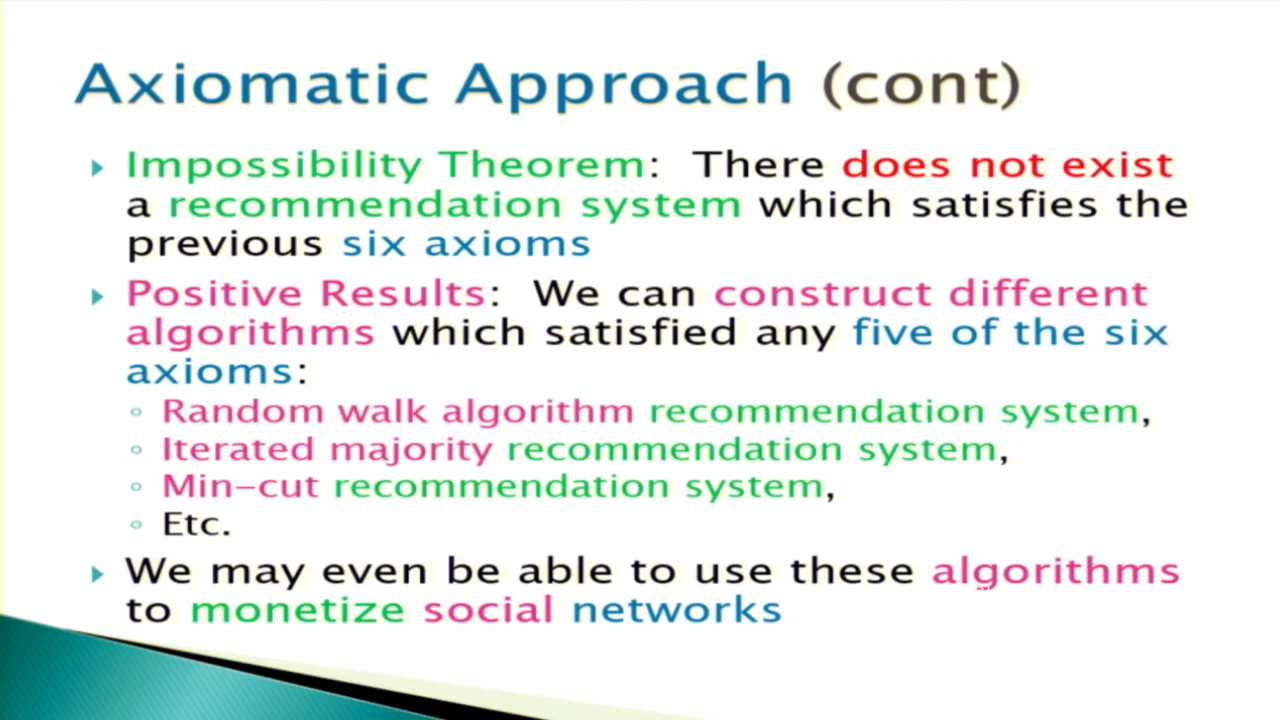 Axiomatic Approach (cont)
Impossibility Theorem: There does not exist
a recommendation system which satisfies the
previous six axioms
Positive Results: We can construct different
algorithms which satisfied any five of the six
axioms:
Random walk algorithm recommendation system,
Iterated majority recommendation system,
Min-cut recommendation system,
Etc.
We may even be able to use these algorithms
to monetize social networks